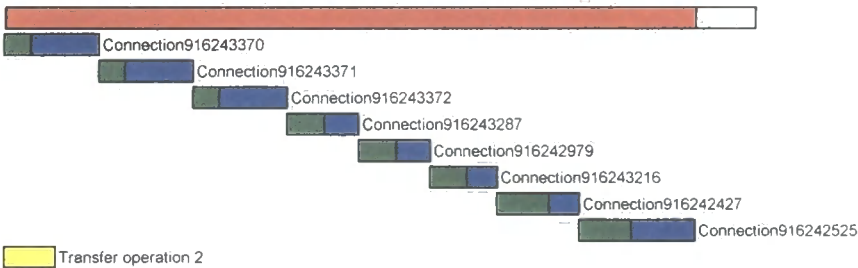 Connection916243370
Connection916243371
Connection916243372
Connection916243287
Connection916242979
Connection916243216
Connection916242427
Connection916242525
Transfer operation 2